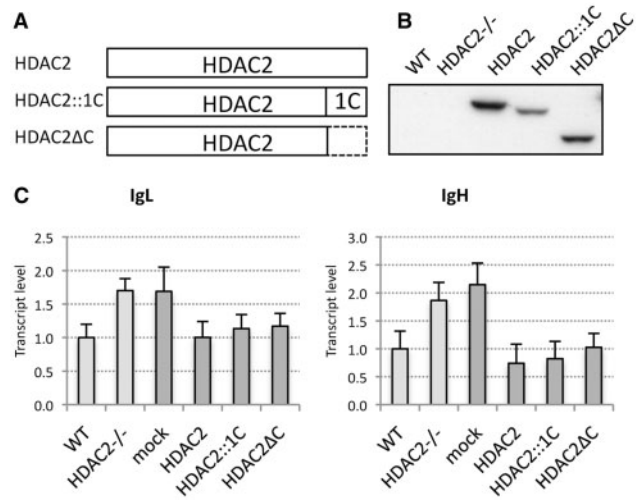 A
HDAC2 HDAC2
HDAC2::1C HDAC2 1C
HDAC2ΔC HDAC2
B
WT HDAC2-/- HDAC2 HDAC2::1C HDAC2ΔC
C
IgL
Transcript level
2.5
2.0
1.5
1.0
0.5
0.0
WT HDAC2-/- mock HDAC2 HDAC2::1C HDAC2ΔC
IgH
Transcript level
3.0
2.5
2.0
1.5
1.0
0.5
0.0
WT HDAC2-/- mock HDAC2 HDAC2::1C HDAC2ΔC